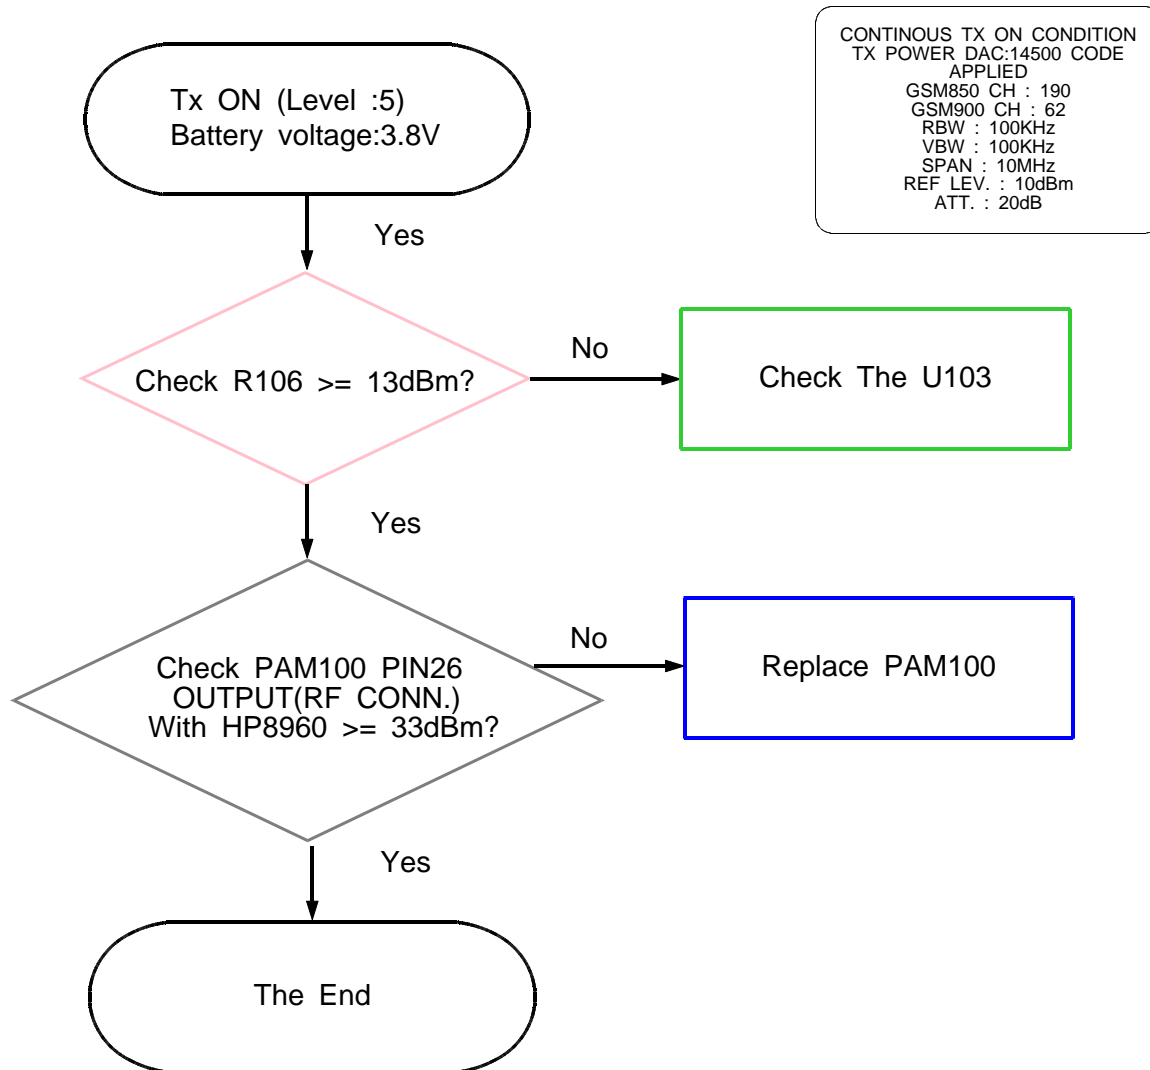 CONTINOUS TX ON CONDITION
TX POWER DAC:14500 CODE
APPLIED
GSM850 CH : 190
GSM900 CH : 62
RBW : 100KHz
VBW : 100KHz
SPAN : 10MHz
REF LEV. : 10dBm
ATT. : 20dB
Tx ON (Level :5)
Battery voltage:3.8V
Yes
Check R106 >= 13dBm?
No
Check The U103
Yes
Check PAM100 PIN26
OUTPUT(RF CONN.)
With HP8960 >= 33dBm?
No
Replace PAM100
Yes
The End